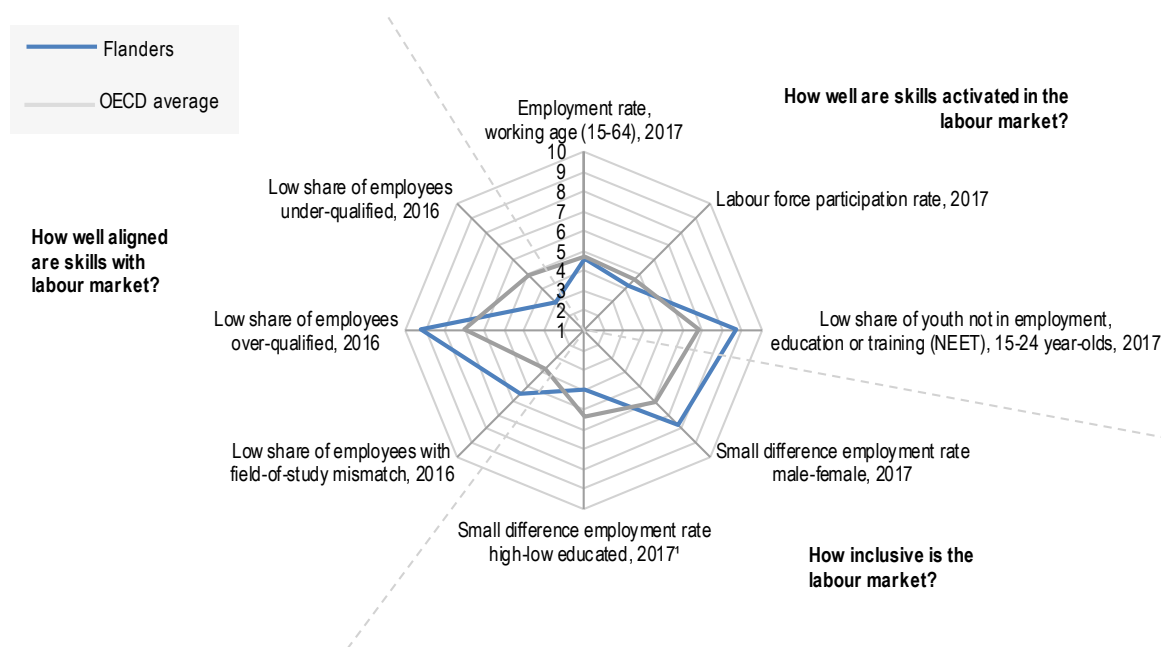 Flanders
OECD average
How well are skills activated in the
labour market?
Employment rate,
working age (15-64), 2017
10
9
8
7
6
5
4
3
2
1
Labour force participation rate, 2017
Low share of employees
under-qualified, 2016
How well aligned
are skills with
labour market?
Low share of employees
over-qualified, 2016
Low share of youth not in employment,
education or training (NEET), 15-24 year-olds, 2017
Low share of employees with
field-of-study mismatch, 2016
Small difference employment rate
male-female, 2017
Small difference employment rate
high-low educated, 2017¹
How inclusive is the
labour market?